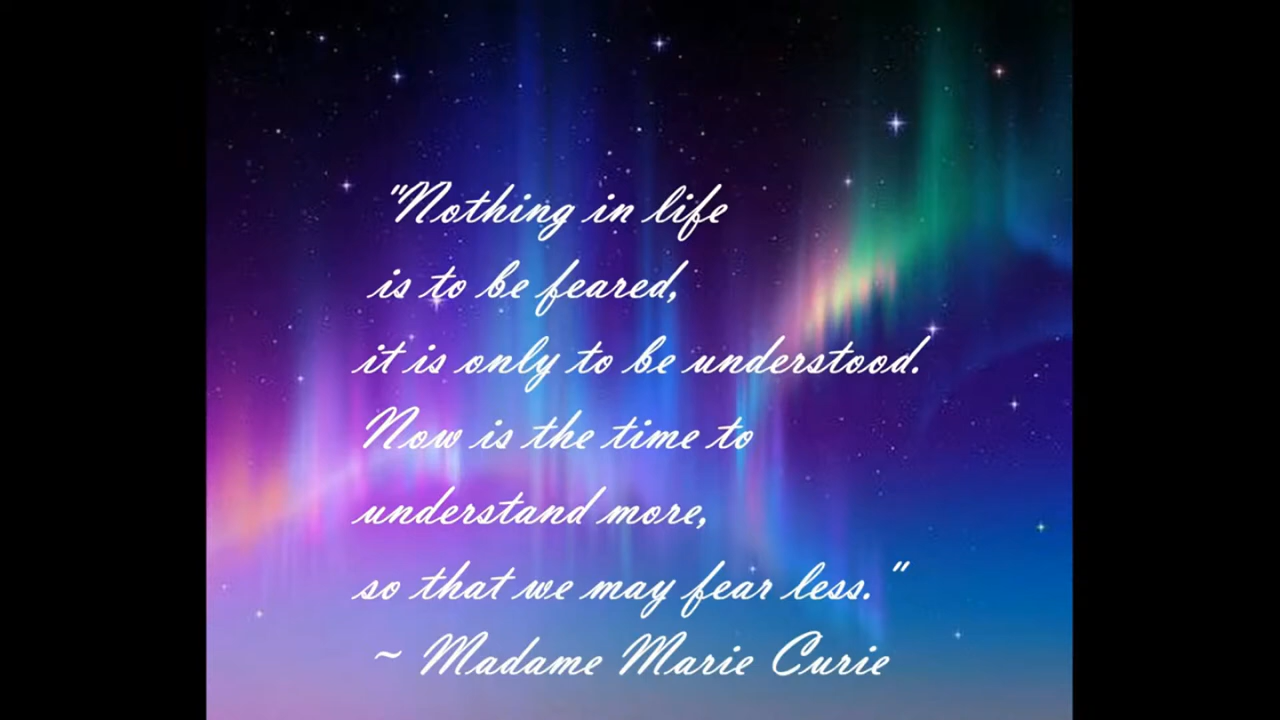 "Nothing in life
is to be feared,
it is only to be understood.
Now is the time to
understand more,
so that we may fear less."
~ Madame Marie Curie